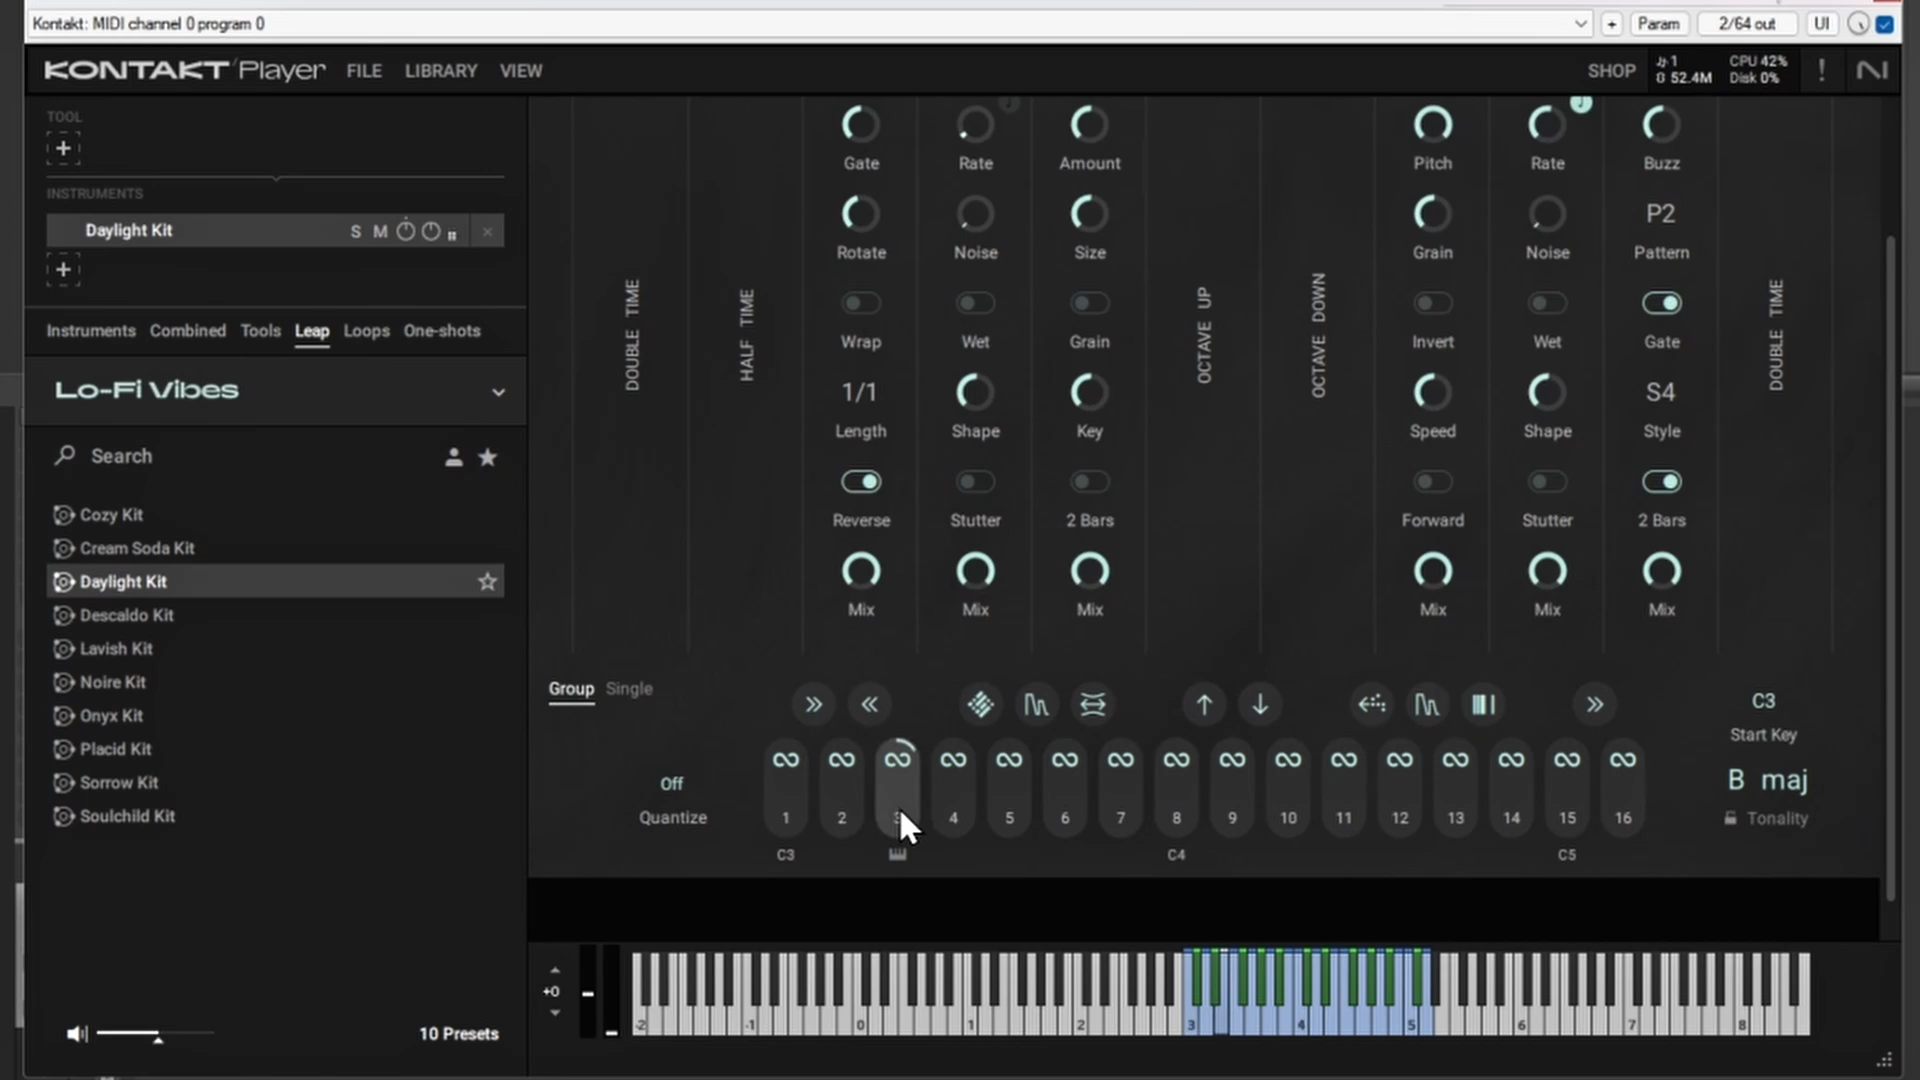 Kontakt: MIDI channel 0 program 0
+ Param 2/64 out UI
KONTAKT Player FILE LIBRARY VIEW
SHOP 1 52.4M CPU 42% Disk 0% !
TOOL
+
INSTRUMENTS
Daylight Kit S M ×
+
Instruments Combined Tools Leap Loops One-shots
Lo-Fi Vibes
Search
Cozy Kit
Cream Soda Kit
Daylight Kit
Descaldo Kit
Lavish Kit
Noire Kit
Onyx Kit
Placid Kit
Sorrow Kit
Soulchild Kit
10 Presets
DOUBLE TIME
HALF TIME
Gate
Rotate
Wrap
1/1
Length
Reverse
Mix
Rate
Noise
Wet
Shape
Stutter
Mix
Amount
Size
Grain
Key
2 Bars
Mix
OCTAVE UP
OCTAVE DOWN
Pitch
Grain
Invert
Speed
Forward
Mix
Rate
Noise
Wet
Shape
Stutter
Mix
Buzz
P2
Pattern
Gate
S4
Style
2 Bars
Mix
DOUBLE TIME
Group Single
Off
Quantize
1 2 4 5 6 7 8 9 10 11 12 13 14 15 16
C3 C4 C5
C3
Start Key
B maj
Tonality
+0
-2 -1 0 1 2 3 4 5 6 7 8